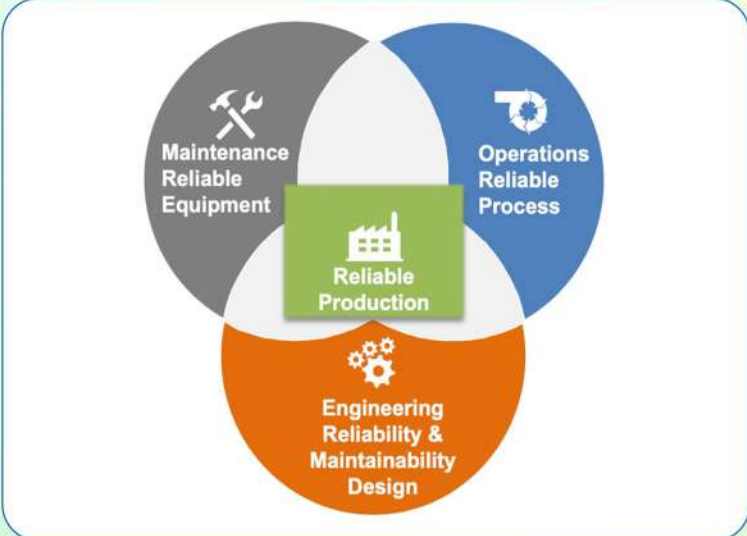 Maintenance
Reliable
Equipment
Operations
Reliable
Process
Reliable
Production
Engineering
Reliability &
Maintainability
Design